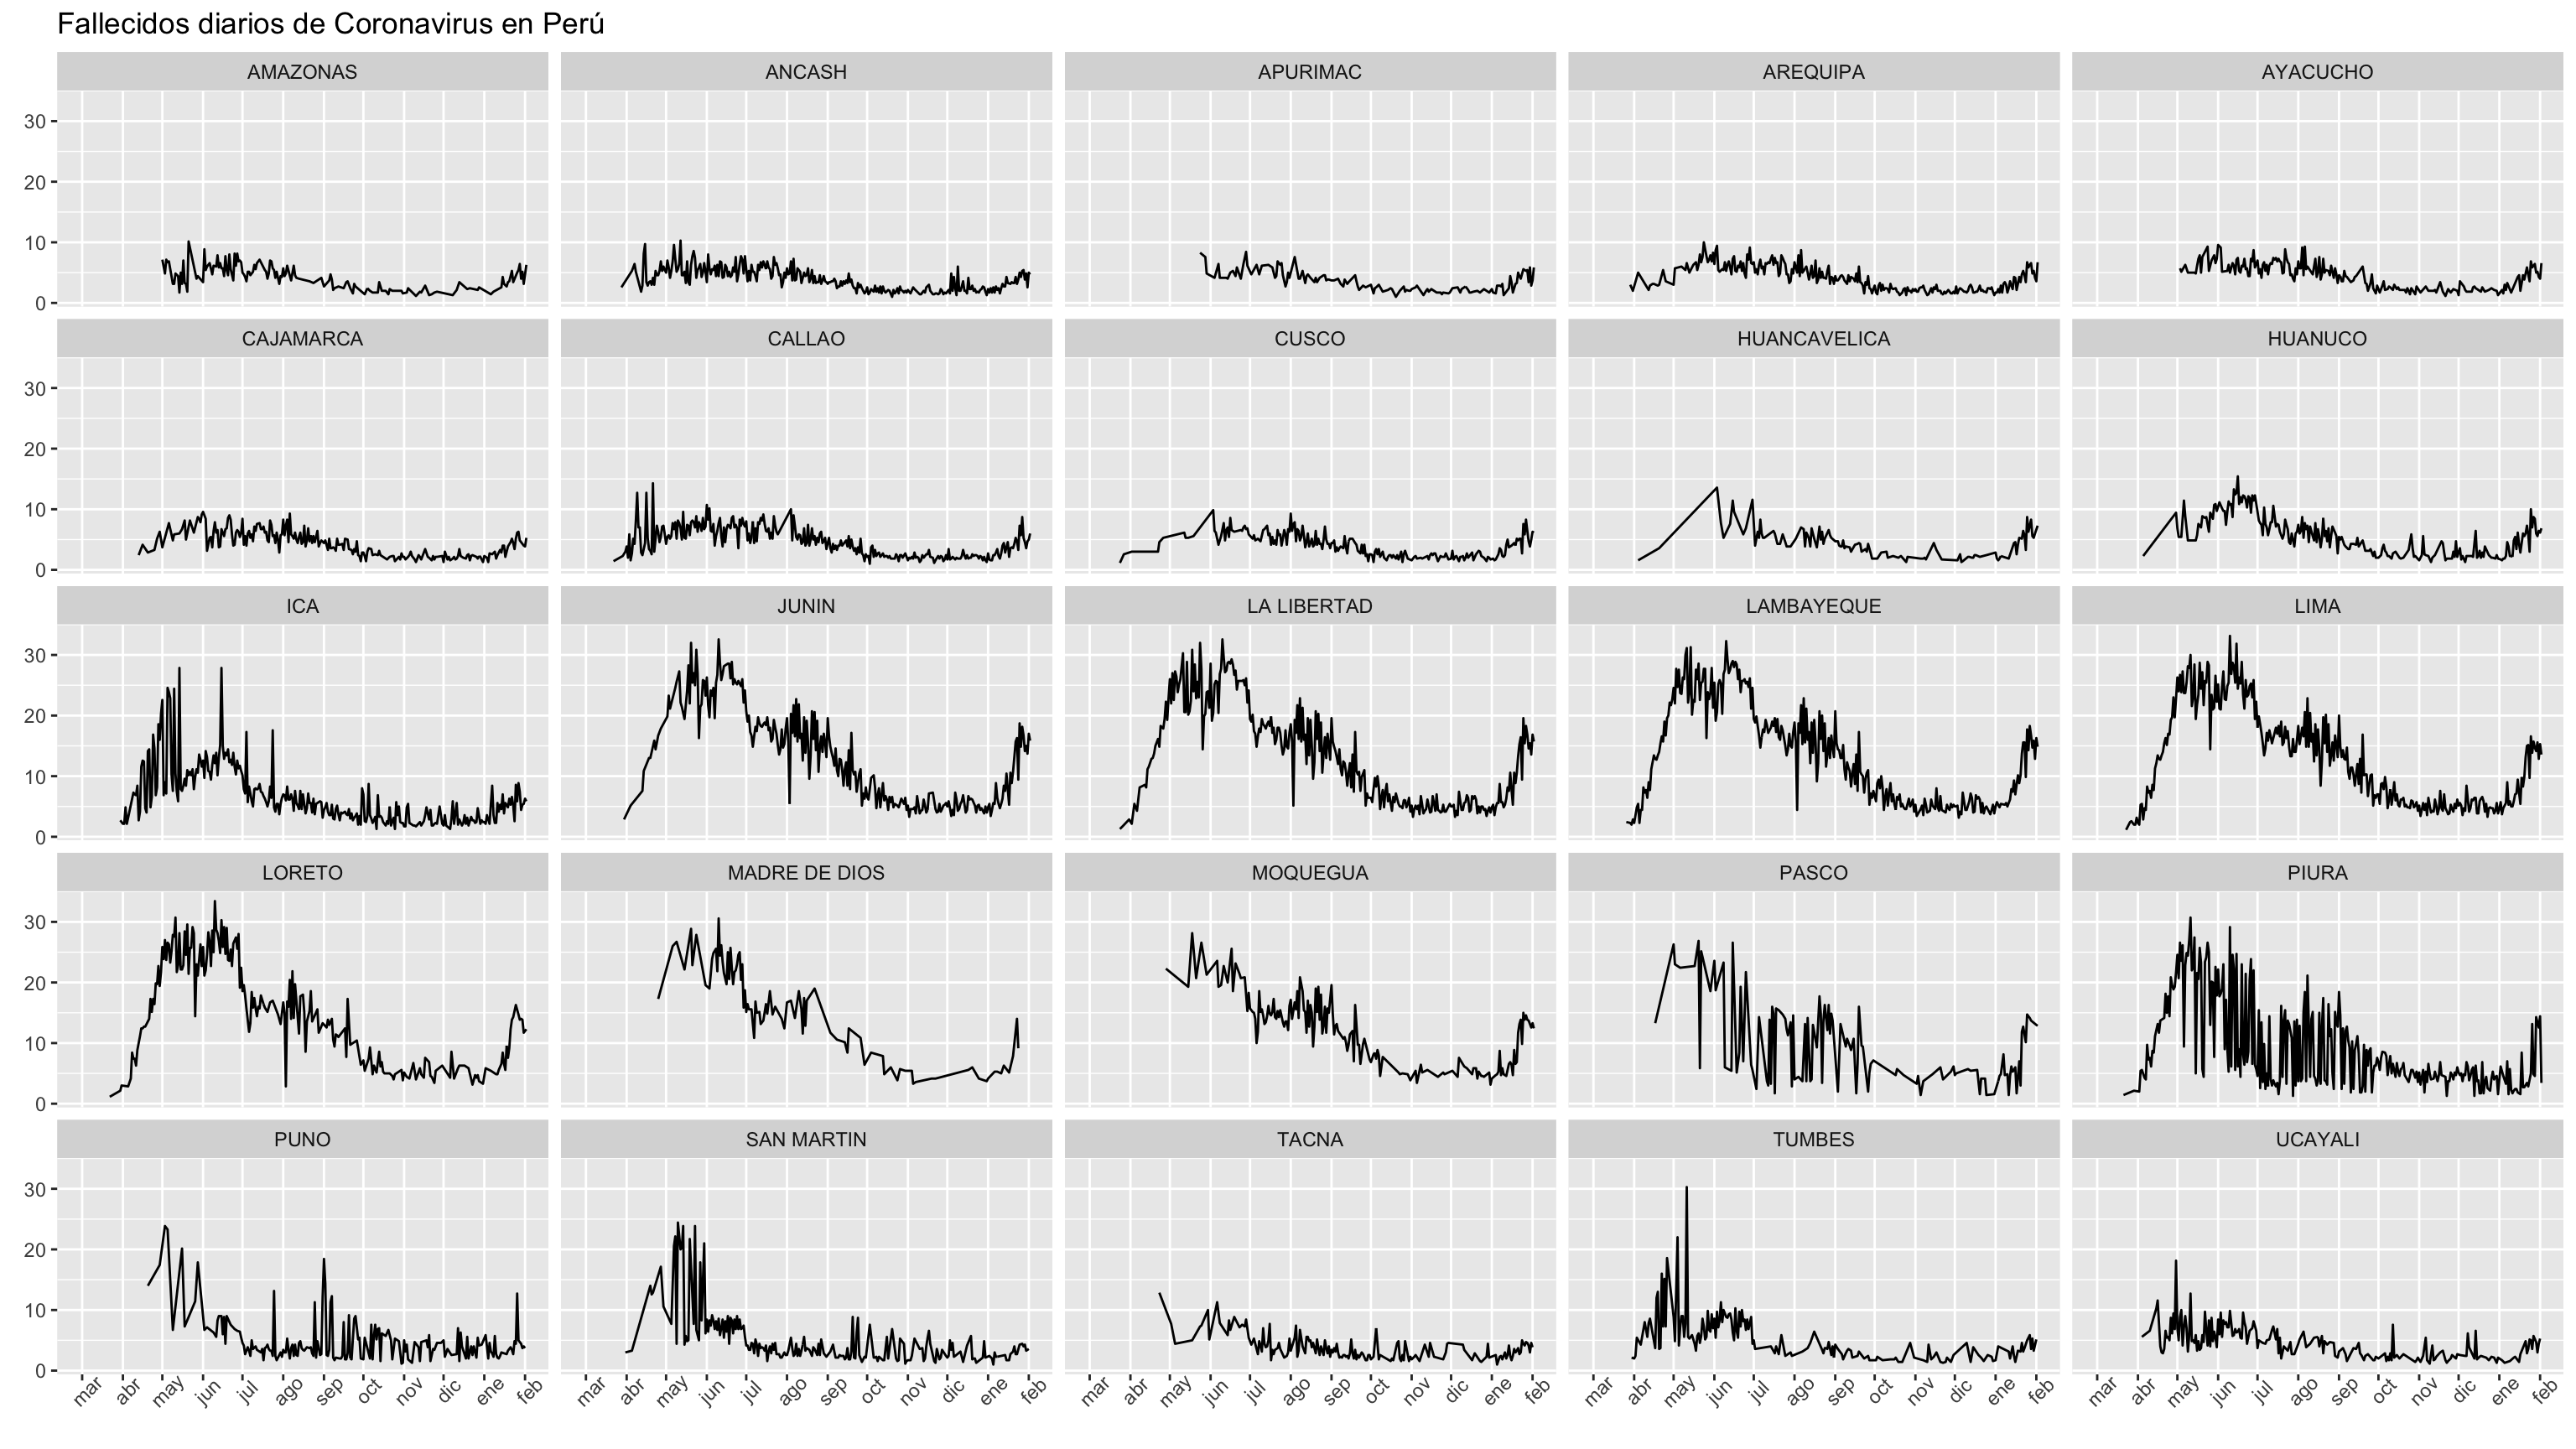 Fallecidos diarios de Coronavirus en Perú
AMAZONAS ANCASH APURIMAC AREQUIPA AYACUCHO
30
20
10
0
CAJAMARCA CALLAO CUSCO HUANCAVELICA HUANUCO
30
20
10
0
ICA JUNIN LA LIBERTAD LAMBAYEQUE LIMA
30
20
10
0
LORETO MADRE DE DIOS MOQUEGUA PASCO PIURA
30
20
10
0
PUNO SAN MARTIN TACNA TUMBES UCAYALI
30
20
10
0
mar abr may jun jul ago sep oct nov dic ene feb mar abr may jun jul ago sep oct nov dic ene feb mar abr may jun jul ago sep oct nov dic ene feb mar abr may jun jul ago sep oct nov dic ene feb mar abr may jun jul ago sep oct nov dic ene feb